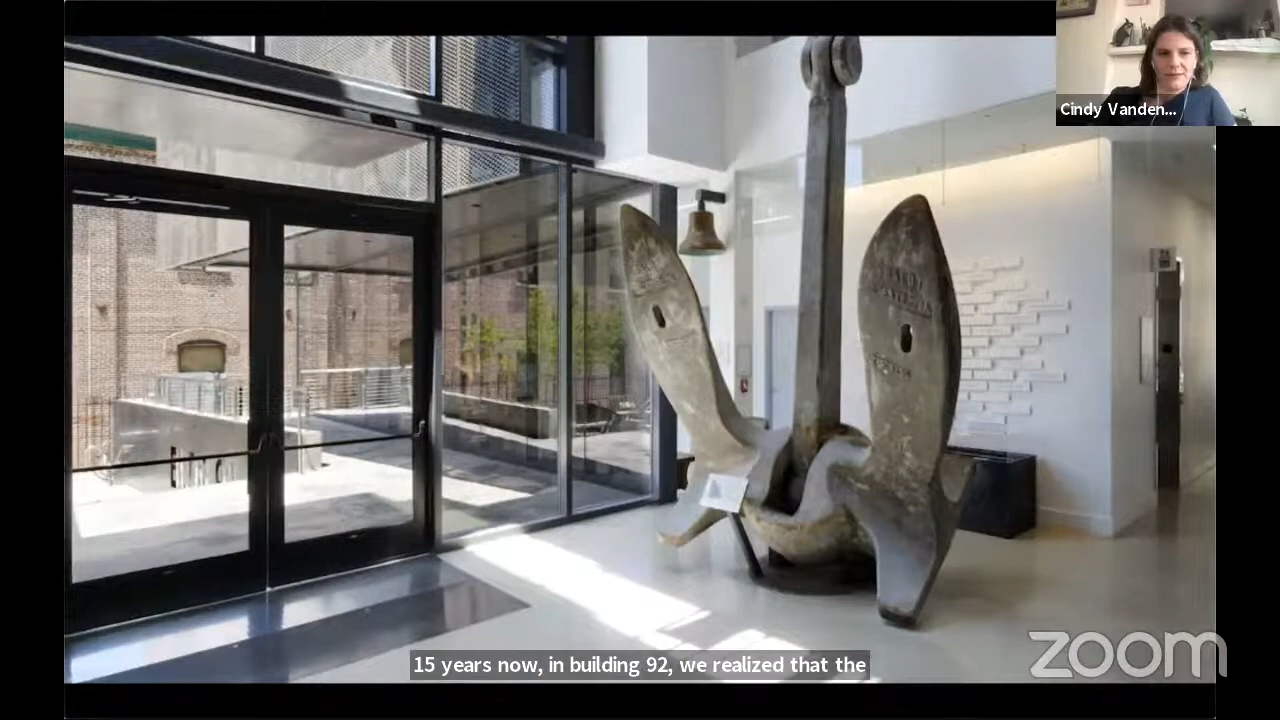 Cindy Vanden...
15 years now, in building 92, we realized that the
zoom